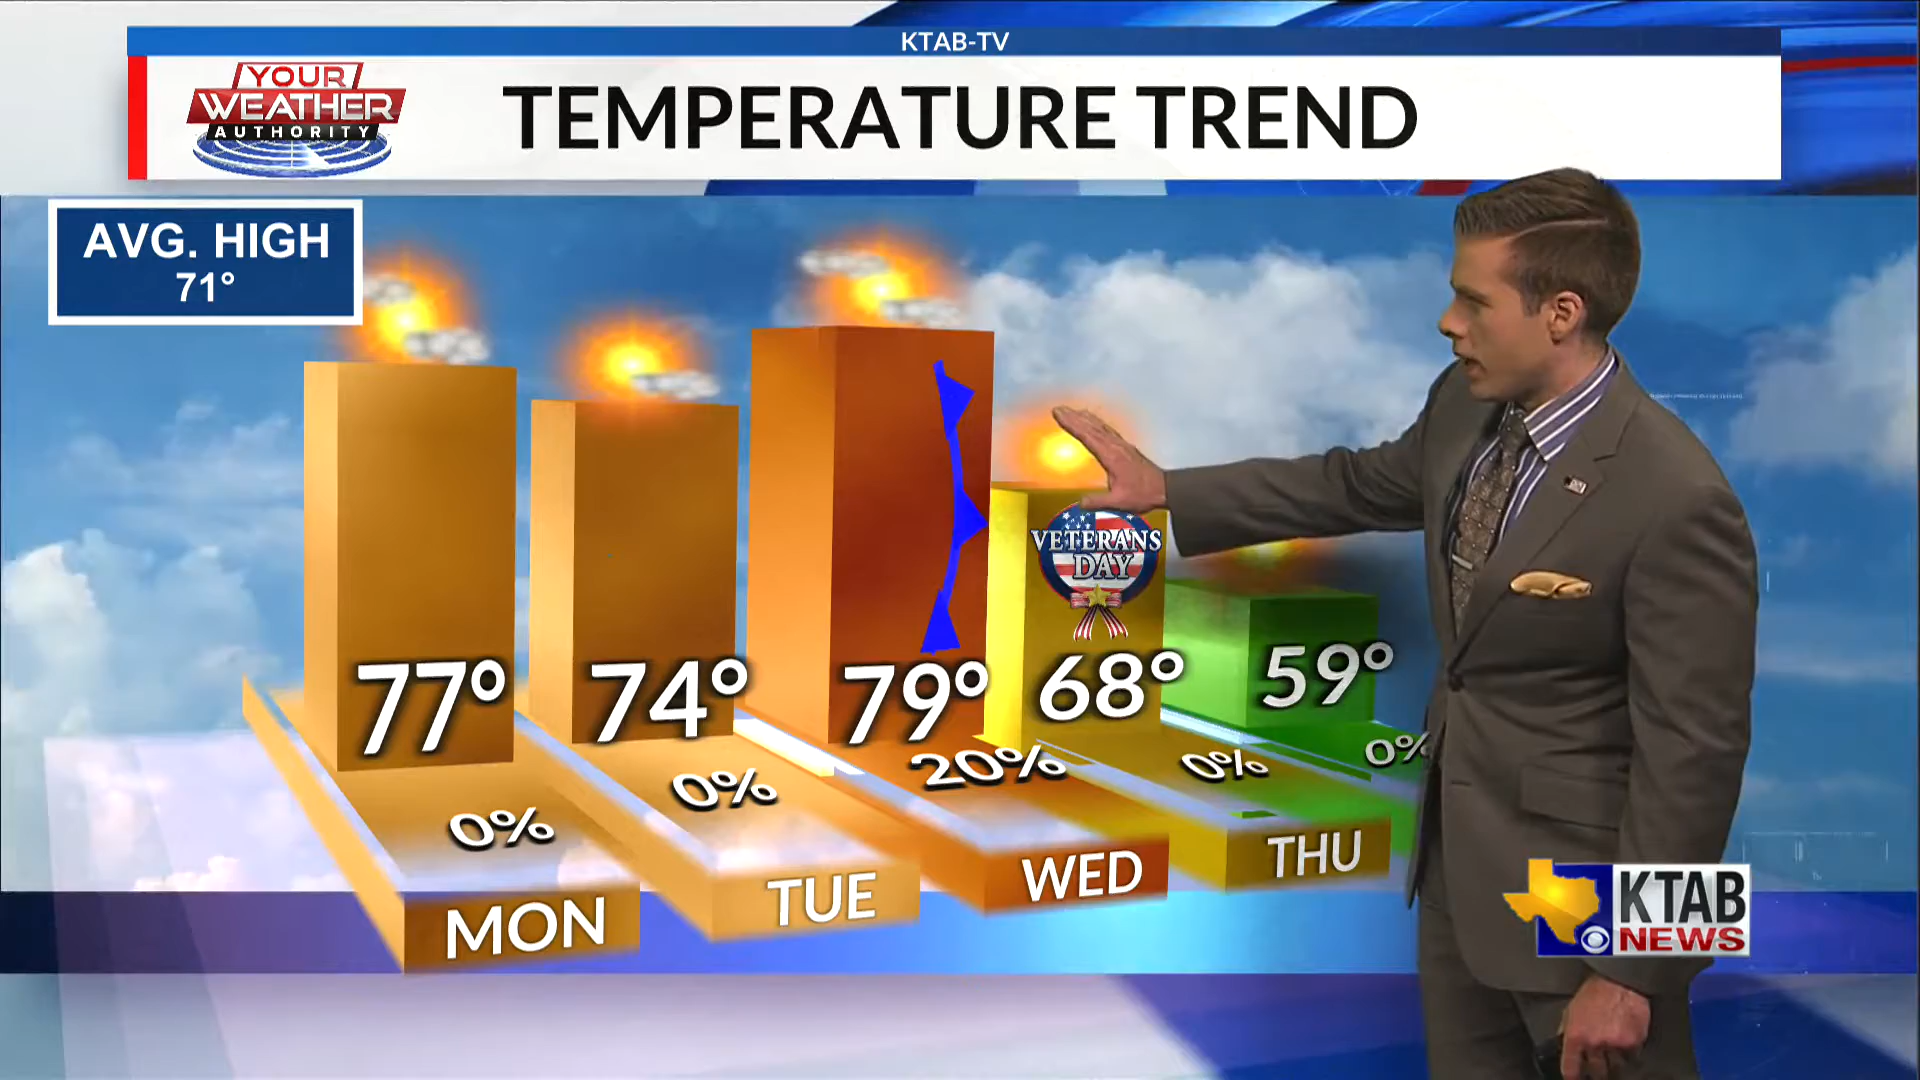 KTAB-TV
YOUR
WEATHER
AUTHORITY
TEMPERATURE TREND
AVG. HIGH
71°
VETERANS
DAY
77° 74° 79° 68° 59°
0% 0% 20% 0% 0%
MON TUE WED THU
KTAB
NEWS